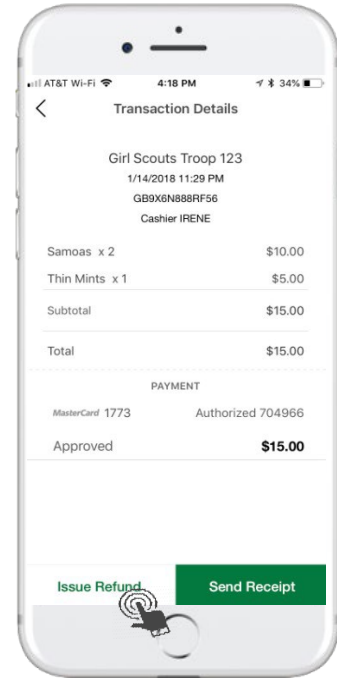 AT&T Wi-Fi 4:18 PM 34%
Transaction Details
Girl Scouts Troop 123
1/14/2018 11:29 PM
GB9X6N888RF56
Cashier IRENE
Samoas x 2 $10.00
Thin Mints x 1 $5.00
Subtotal $15.00
Total $15.00
PAYMENT
MasterCard 1773 Authorized 704966
Approved $15.00
Issue Refund Send Receipt